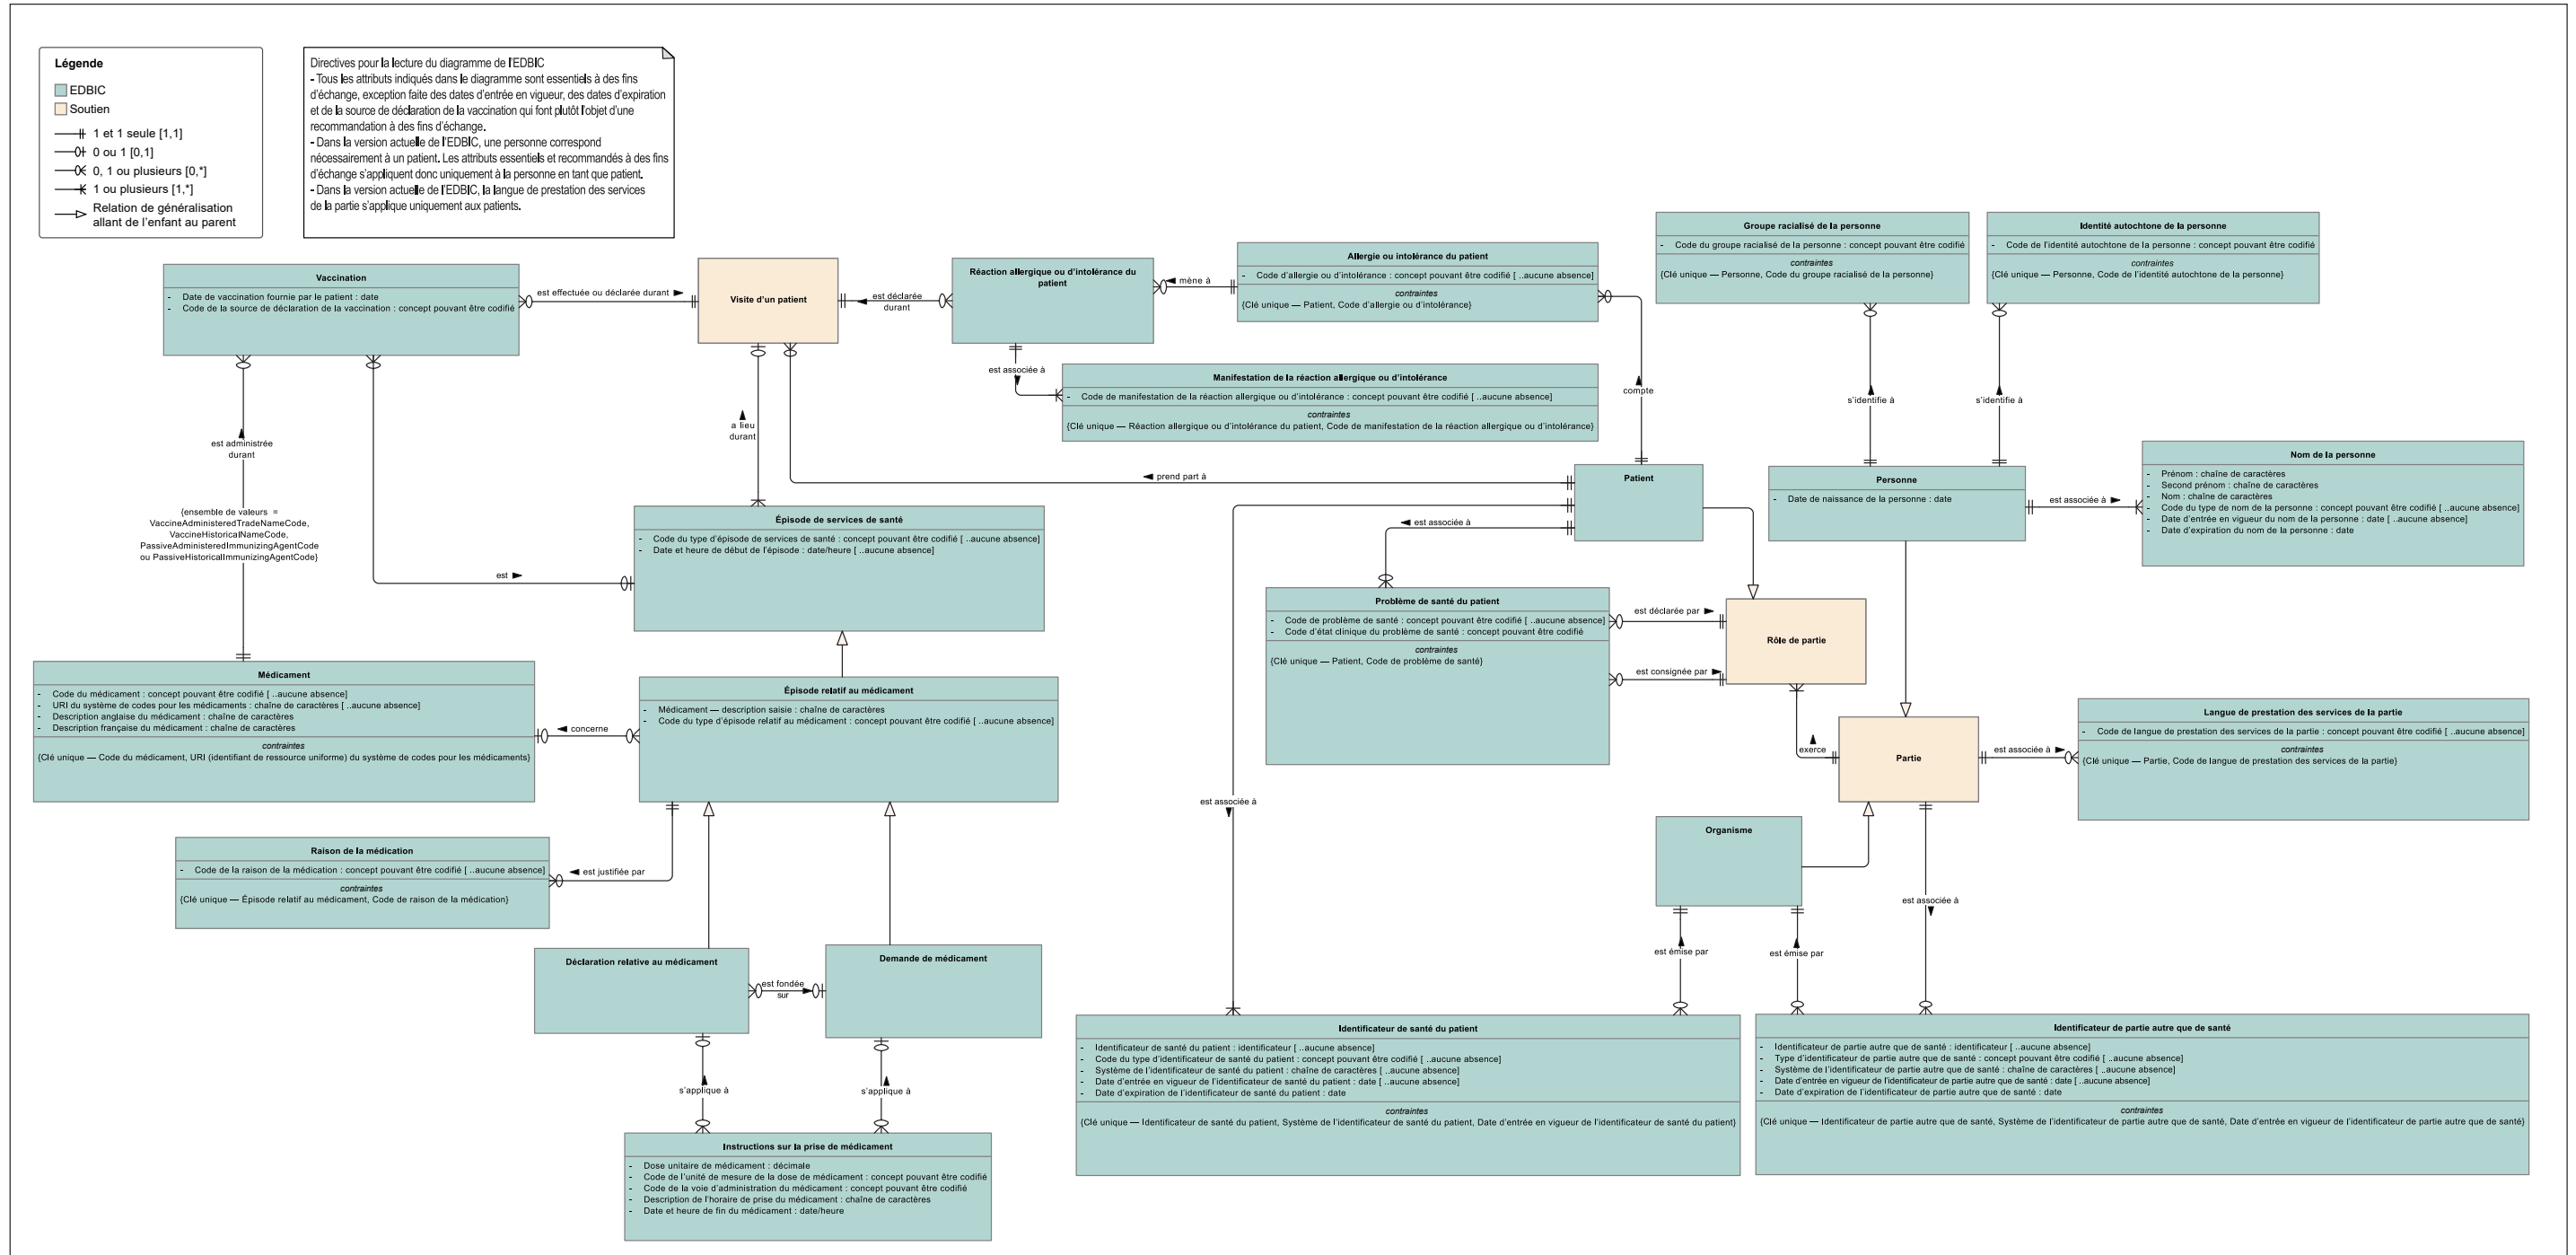 Légende
EDBIC
Soutien
1 et 1 seule [1,1]
0 ou 1 [0,1]
0, 1 ou plusieurs [0,*]
1 ou plusieurs [1,*]
Relation de généralisation
allant de l'enfant au parent
Directives pour la lecture du diagramme de l'EDBIC
- Tous les attributs indiqués dans le diagramme sont essentiels à des fins
d'échange, exception faite des dates d'entrée en vigueur, des dates d'expiration
et de la source de déclaration de la vaccination qui font plutôt l'objet d'une
recommandation à des fins d'échange.
- Dans la version actuelle de l'EDBIC, une personne correspond
nécessairement à un patient. Les attributs essentiels et recommandés à des fins
d'échange s'appliquent donc uniquement à la personne en tant que patient.
- Dans la version actuelle de l'EDBIC, la langue de prestation des services
de la partie s'applique uniquement aux patients.
Vaccination
- Date de vaccination fournie par le patient : date
- Code de la source de déclaration de la vaccination : concept pouvant être codifié
est effectuée ou déclarée durant
Visite d'un patient
est déclarée
durant
Réaction allergique ou d'intolérance du
patient
mène à
Allergie ou intolérance du patient
- Code d'allergie ou d'intolérance : concept pouvant être codifié [ ..aucune absence]
contraintes
{Clé unique — Patient, Code d'allergie ou d'intolérance}
Groupe racialisé de la personne
- Code du groupe racialisé de la personne : concept pouvant être codifié
contraintes
{Clé unique — Personne, Code du groupe racialisé de la personne}
Identité autochtone de la personne
- Code de l'identité autochtone de la personne : concept pouvant être codifié
contraintes
{Clé unique — Personne, Code de l'identité autochtone de la personne}
est associée à
Manifestation de la réaction allergique ou d'intolérance
- Code de manifestation de la réaction allergique ou d'intolérance : concept pouvant être codifié [ ..aucune absence]
contraintes
{Clé unique — Réaction allergique ou d'intolérance du patient, Code de manifestation de la réaction allergique ou d'intolérance}
compte
s'identifie à
s'identifie à
est administrée
durant
a lieu
durant
prend part à
Patient
Personne
- Date de naissance de la personne : date
est associée à
Nom de la personne
- Prénom : chaîne de caractères
- Second prénom : chaîne de caractères
- Nom : chaîne de caractères
- Code du type de nom de la personne : concept pouvant être codifié [ ..aucune absence]
- Date d'entrée en vigueur du nom de la personne : date [ ..aucune absence]
- Date d'expiration du nom de la personne : date
{ensemble de valeurs =
VaccineAdministeredTradeNameCode,
VaccineHistoricalNameCode,
PassiveAdministeredImmunizingAgentCode
ou PassiveHistoricalImmunizingAgentCode}
est
Épisode de services de santé
- Code du type d'épisode de services de santé : concept pouvant être codifié [ ..aucune absence]
- Date et heure de début de l'épisode : date/heure [ ..aucune absence]
est associée à
Problème de santé du patient
- Code de problème de santé : concept pouvant être codifié [ ..aucune absence]
- Code d'état clinique du problème de santé : concept pouvant être codifié
contraintes
{Clé unique — Patient, Code de problème de santé}
est déclarée par
est consignée par
Rôle de partie
exerce
Partie
est associée à
Langue de prestation des services de la partie
- Code de langue de prestation des services de la partie : concept pouvant être codifié [ ..aucune absence]
contraintes
{Clé unique — Partie, Code de langue de prestation des services de la partie}
Médicament
- Code du médicament : concept pouvant être codifié [ ..aucune absence]
- URI du système de codes pour les médicaments : chaîne de caractères [ ..aucune absence]
- Description anglaise du médicament : chaîne de caractères
- Description française du médicament : chaîne de caractères
contraintes
{Clé unique — Code du médicament, URI (identifiant de ressource uniforme) du système de codes pour les médicaments}
concerne
Épisode relatif au médicament
- Médicament — description saisie : chaîne de caractères
- Code du type d'épisode relatif au médicament : concept pouvant être codifié [ ..aucune absence]
est associée à
Organisme
Raison de la médication
- Code de la raison de la médication : concept pouvant être codifié [ ..aucune absence]
contraintes
{Clé unique — Épisode relatif au médicament, Code de raison de la médication}
est justifiée par
Déclaration relative au médicament
est fondée
sur
Demande de médicament
est émise par
est émise par
est associée à
s'applique à
s'applique à
Identificateur de santé du patient
- Identificateur de santé du patient : identificateur [ ..aucune absence]
- Code du type d'identificateur de santé du patient : concept pouvant être codifié [ ..aucune absence]
- Système de l'identificateur de santé du patient : chaîne de caractères [ ..aucune absence]
- Date d'entrée en vigueur de l'identificateur de santé du patient : date [ ..aucune absence]
- Date d'expiration de l'identificateur de santé du patient : date
contraintes
{Clé unique — Identificateur de santé du patient, Système de l'identificateur de santé du patient, Date d'entrée en vigueur de l'identificateur de santé du patient}
Identificateur de partie autre que de santé
- Identificateur de partie autre que de santé : identificateur [ ..aucune absence]
- Type d'identificateur de partie autre que de santé : concept pouvant être codifié [ ..aucune absence]
- Système de l'identificateur de partie autre que de santé : chaîne de caractères [ ..aucune absence]
- Date d'entrée en vigueur de l'identificateur de partie autre que de santé : date [ ..aucune absence]
- Date d'expiration de l'identificateur de partie autre que de santé : date
contraintes
{Clé unique — Identificateur de partie autre que de santé, Système de l'identificateur de partie autre que de santé, Date d'entrée en vigueur de l'identificateur de partie autre que de santé}
Instructions sur la prise de médicament
- Dose unitaire de médicament : décimale
- Code de l'unité de mesure de la dose de médicament : concept pouvant être codifié
- Code de la voie d'administration du médicament : concept pouvant être codifié
- Description de l'horaire de prise du médicament : chaîne de caractères
- Date et heure de fin du médicament : date/heure